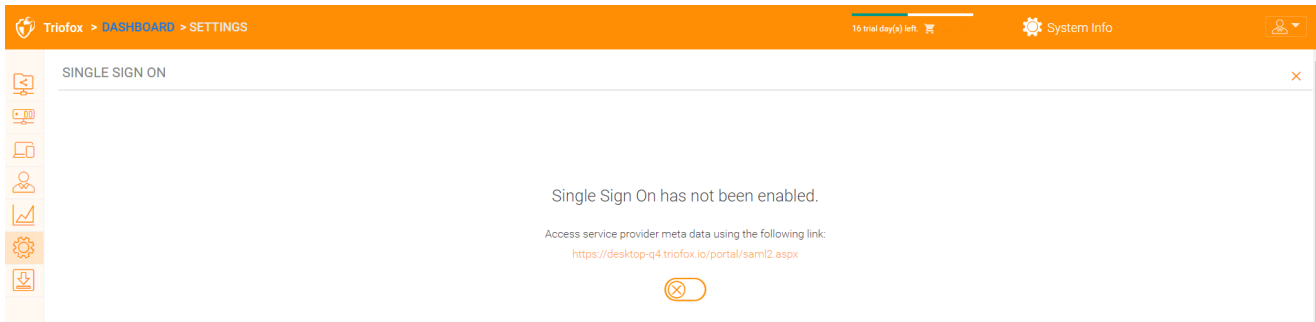 Triofox > DASHBOARD > SETTINGS
16 trial day(s) left.
System Info
SINGLE SIGN ON
Single Sign On has not been enabled.
Access service provider meta data using the following link:
https://desktop-q4.triofox.io/portal/saml2.aspx